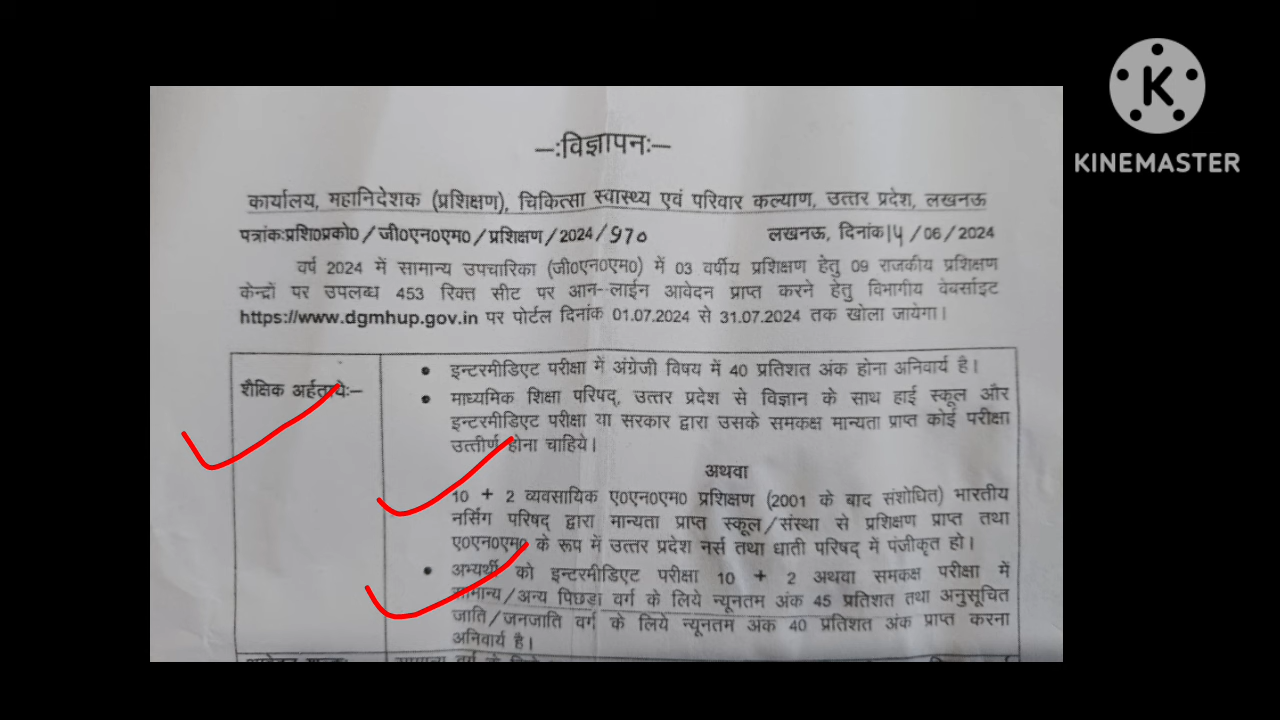 —:विज्ञापन:—
कार्यालय, महानिदेशक (प्रशिक्षण), चिकित्सा स्वास्थ्य एवं परिवार कल्याण, उत्तर प्रदेश, लखनऊ
पत्रांक:प्रशि0प्रको0/जी0एन0एम0/प्रशिक्षण/2024/970 लखनऊ, दिनांक14/06/2024
वर्ष 2024 में सामान्य उपचारिका (जी0एन0एम0) में 03 वर्षीय प्रशिक्षण हेतु 09 राजकीय प्रशिक्षण
केन्द्रों पर उपलब्ध 453 रिक्त सीट पर आन-लाईन आवेदन प्राप्त करने हेतु विभागीय वेबर्साइट
https://www.dgmhup.gov.in पर पोर्टल दिनांक 01.07.2024 से 31.07.2024 तक खोला जायेगा।
शैक्षिक अर्हतायेः—
• इन्टरमीडिएट परीक्षा में अंग्रेजी विषय में 40 प्रतिशत अंक होना अनिवार्य है।
• माध्यमिक शिक्षा परिषद्, उत्तर प्रदेश से विज्ञान के साथ हाई स्कूल और
इन्टरमीडिएट परीक्षा या सरकार द्वारा उसके समकक्ष मान्यता प्राप्त कोई परीक्षा
उत्तीर्ण होना चाहिये।
अथवा
10 + 2 व्यवसायिक ए0एन0एम0 प्रशिक्षण (2001 के बाद संशोधित) भारतीय
नर्सिग परिषद् द्वारा मान्यता प्राप्त स्कूल/संस्था से प्रशिक्षण प्राप्त तथा
ए0एन0एम0 के रूप में उत्तर प्रदेश नर्स तथा धाती परिषद् में पंजीकृत हो।
• अभ्यर्थी को इन्टरमीडिएट परीक्षा 10 + 2 अथवा समकक्ष परीक्षा में
सामान्य/अन्य पिछड़ा वर्ग के लिये न्यूनतम अंक 45 प्रतिशत तथा अनुसूचित
जाति/जनजाति वर्ग के लिये न्यूनतम अंक 40 प्रतिशत अंक प्राप्त करना
अनिवार्य है।
KINEMASTER